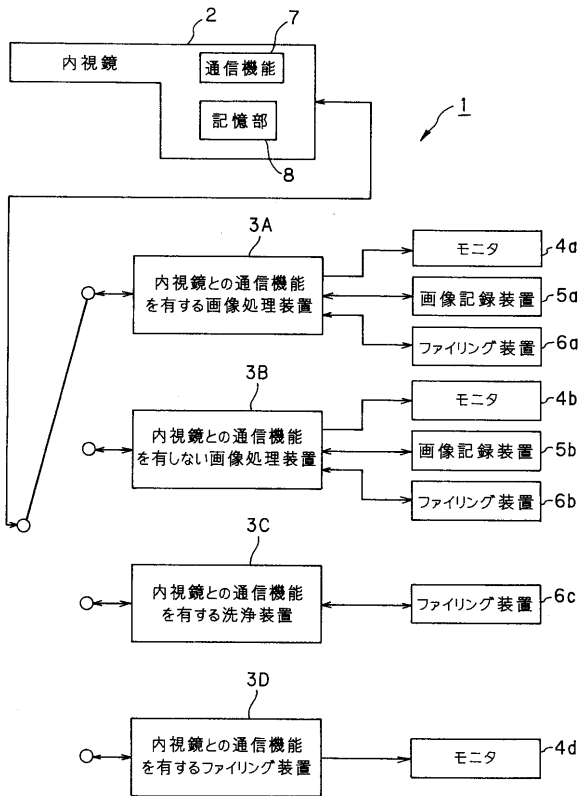 2
7
内視鏡
通信機能
記憶部
8
1
3A
内視鏡との通信機能
を有する画像処理装置
モニタ
4a
画像記録装置
5a
ファイリング装置
6a
3B
内視鏡との通信機能
を有しない画像処理装置
モニタ
4b
画像記録装置
5b
ファイリング装置
6b
3C
内視鏡との通信機能
を有する洗浄装置
ファイリング装置
6c
3D
内視鏡との通信機能
を有するファイリング装置
モニタ
4d